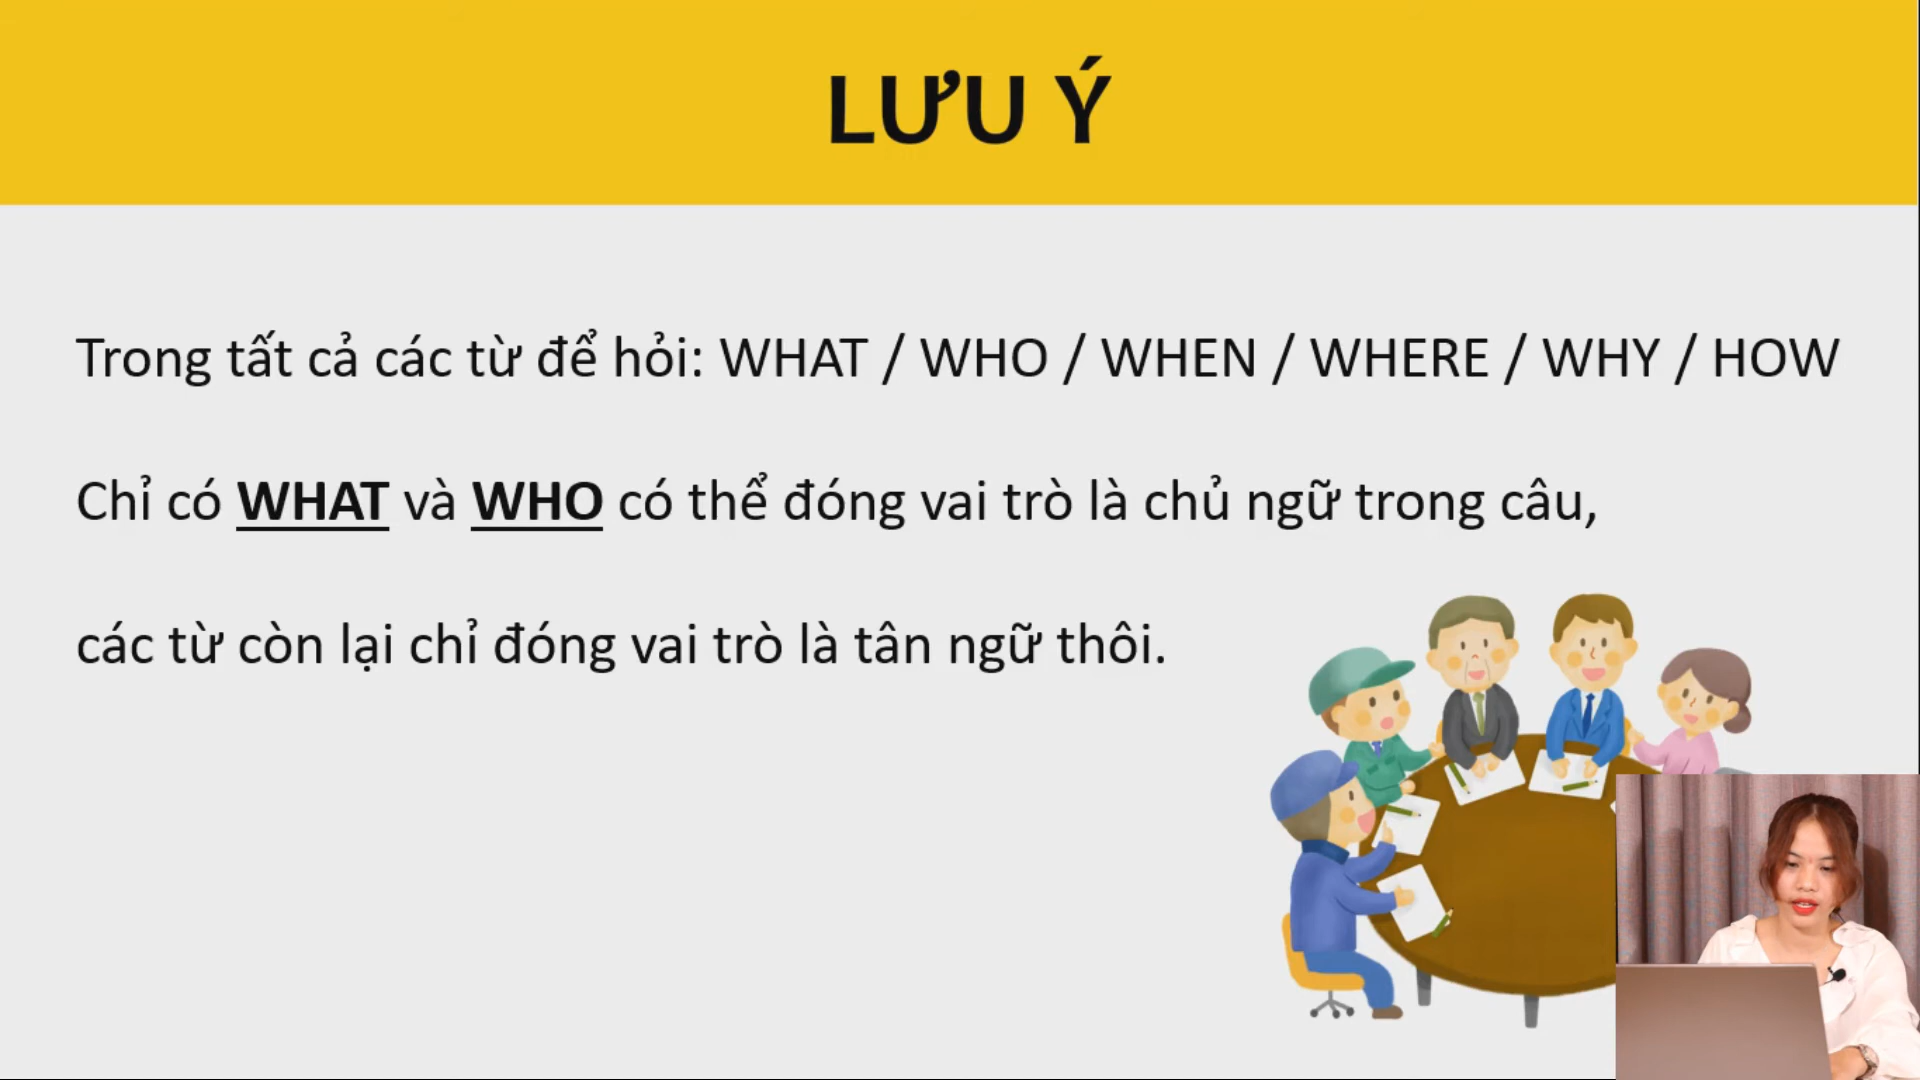 LƯU Ý
Trong tất cả các từ để hỏi: WHAT / WHO / WHEN / WHERE / WHY / HOW
Chỉ có WHAT và WHO có thể đóng vai trò là chủ ngữ trong câu,
các từ còn lại chỉ đóng vai trò là tân ngữ thôi.